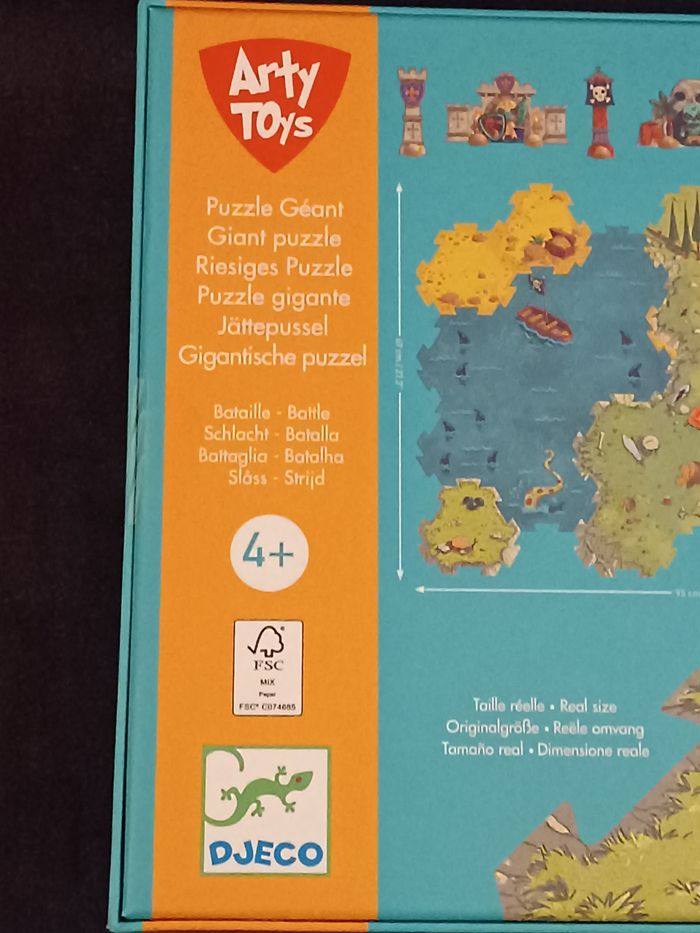 Arty
TOys
Puzzle Géant
Giant puzzle
Riesiges Puzzle
Puzzle gigante
Jättepussel
Gigantische puzzel
Bataille - Battle
Schlacht - Batalla
Battaglia - Batalha
Slåss - Strijd
4+
FSC®
MIX
Paper
FSC® C074685
DJECO
95 cm
Taille réelle • Real size
Originalgröße • Reële omvang
Tamaño real • Dimensione reale